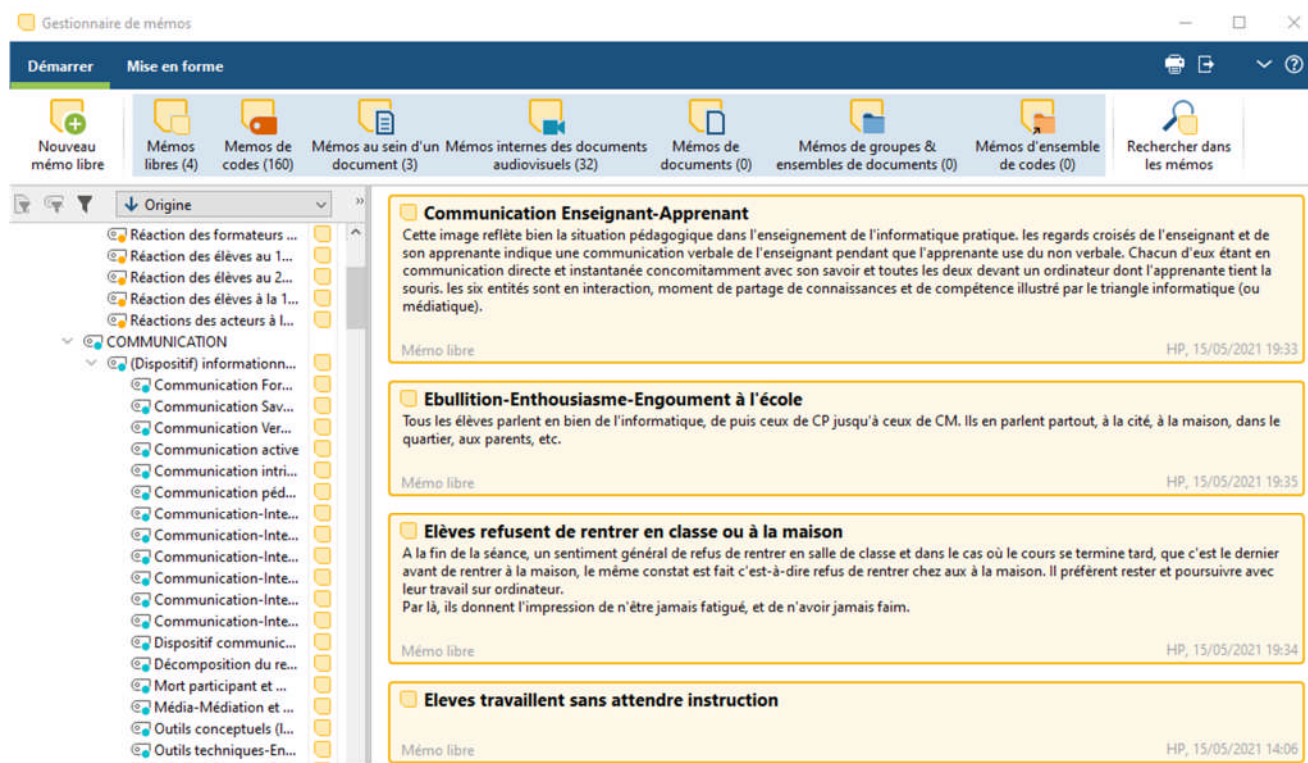 Gestionnaire de mémos
Démarrer Mise en forme
Nouveau mémo libre
Mémos libres (4)
Memos de codes (160)
Mémos au sein d'un document (3)
Mémos internes des documents audiovisuels (32)
Mémos de documents (0)
Mémos de groupes & ensembles de documents (0)
Mémos d'ensemble de codes (0)
Rechercher dans les mémos
Origine
Réaction des formateurs ...
Réaction des élèves au 1...
Réaction des élèves au 2...
Réaction des élèves à la 1...
Réactions des acteurs à l...
COMMUNICATION
(Dispositif) informationn...
Communication For...
Communication Sav...
Communication Ver...
Communication active
Communication intri...
Communication péd...
Communication-Inte...
Communication-Inte...
Communication-Inte...
Communication-Inte...
Communication-Inte...
Communication-Inte...
Dispositif communic...
Décomposition du re...
Mort participant et ...
Média-Médiation et ...
Outils conceptuels (I...
Outils techniques-En...
Communication Enseignant-Apprenant
Cette image reflète bien la situation pédagogique dans l'enseignement de l'informatique pratique. les regards croisés de l'enseignant et de
son apprenante indique une communication verbale de l'enseignant pendant que l'apprenante use du non verbale. Chacun d'eux étant en
communication directe et instantanée concomitamment avec son savoir et toutes les deux devant un ordinateur dont l'apprenante tient la
souris. les six entités sont en interaction, moment de partage de connaissances et de compétence illustré par le triangle informatique (ou
médiatique).
Mémo libre HP, 15/05/2021 19:33
Ebullition-Enthousiasme-Engoument à l'école
Tous les élèves parlent en bien de l'informatique, de puis ceux de CP jusqu'à ceux de CM. Ils en parlent partout, à la cité, à la maison, dans le
quartier, aux parents, etc.
Mémo libre HP, 15/05/2021 19:35
Elèves refusent de rentrer en classe ou à la maison
A la fin de la séance, un sentiment général de refus de rentrer en salle de classe et dans le cas où le cours se termine tard, que c'est le dernier
avant de rentrer à la maison, le même constat est fait c'est-à-dire refus de rentrer chez aux à la maison. Il préfèrent rester et poursuivre avec
leur travail sur ordinateur.
Par là, ils donnent l'impression de n'être jamais fatigué, et de n'avoir jamais faim.
Mémo libre HP, 15/05/2021 19:34
Eleves travaillent sans attendre instruction
Mémo libre HP, 15/05/2021 14:06